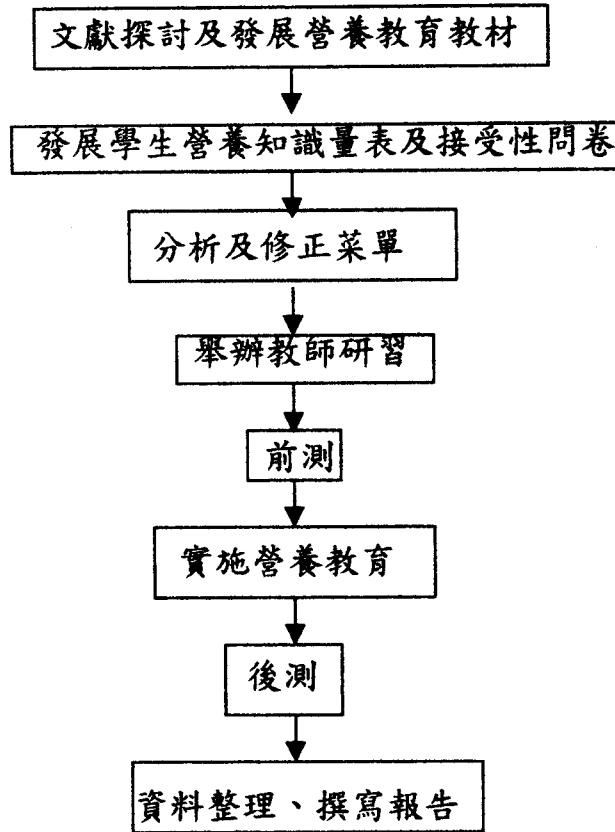 文獻探討及發展營養教育教材
發展學生營養知識量表及接受性問卷
分析及修正菜單
舉辦教師研習
前測
實施營養教育
後測
資料整理、撰寫報告